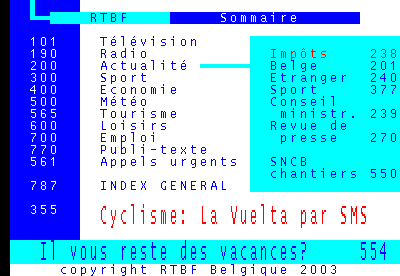 RTBF Sommaire
101 Télévision
190 Radio Impôts 238
200 Actualité Belge 201
300 Sport Etranger 240
400 Economie Sport 377
500 Météo Conseil
565 Tourisme ministr. 239
600 Loisirs Revue de
700 Emploi presse 270
770 Publi-texte
561 Appels urgents SNCB
chantiers 550
787 INDEX GENERAL
355 Cyclisme: La Vuelta par SMS
Il vous reste des vacances? 554
copyright RTBF Belgique 2003